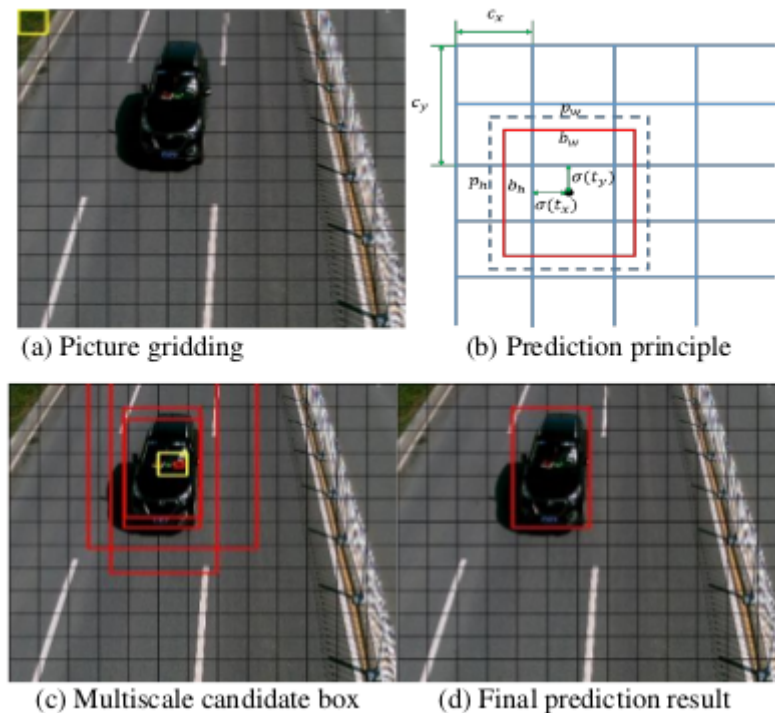 c_x
c_y
p_w
b_w
p_h
b_h
σ(t_y)
σ(t_x)
(a) Picture gridding
(b) Prediction principle
(c) Multiscale candidate box
(d) Final prediction result